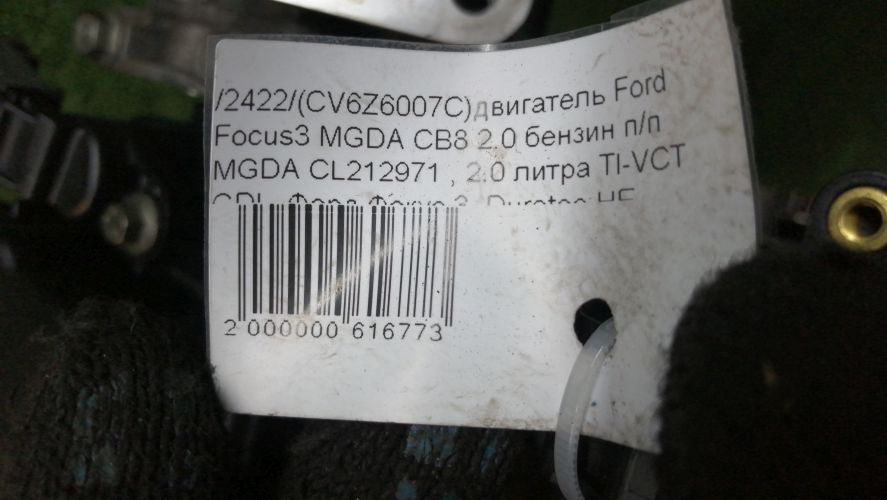 /2422/(CV6Z6007C)двигатель Ford
Focus3 MGDA CB8 2.0 бензин п/п
MGDA CL212971 , 2.0 литра TI-VCT
2 000000 616773